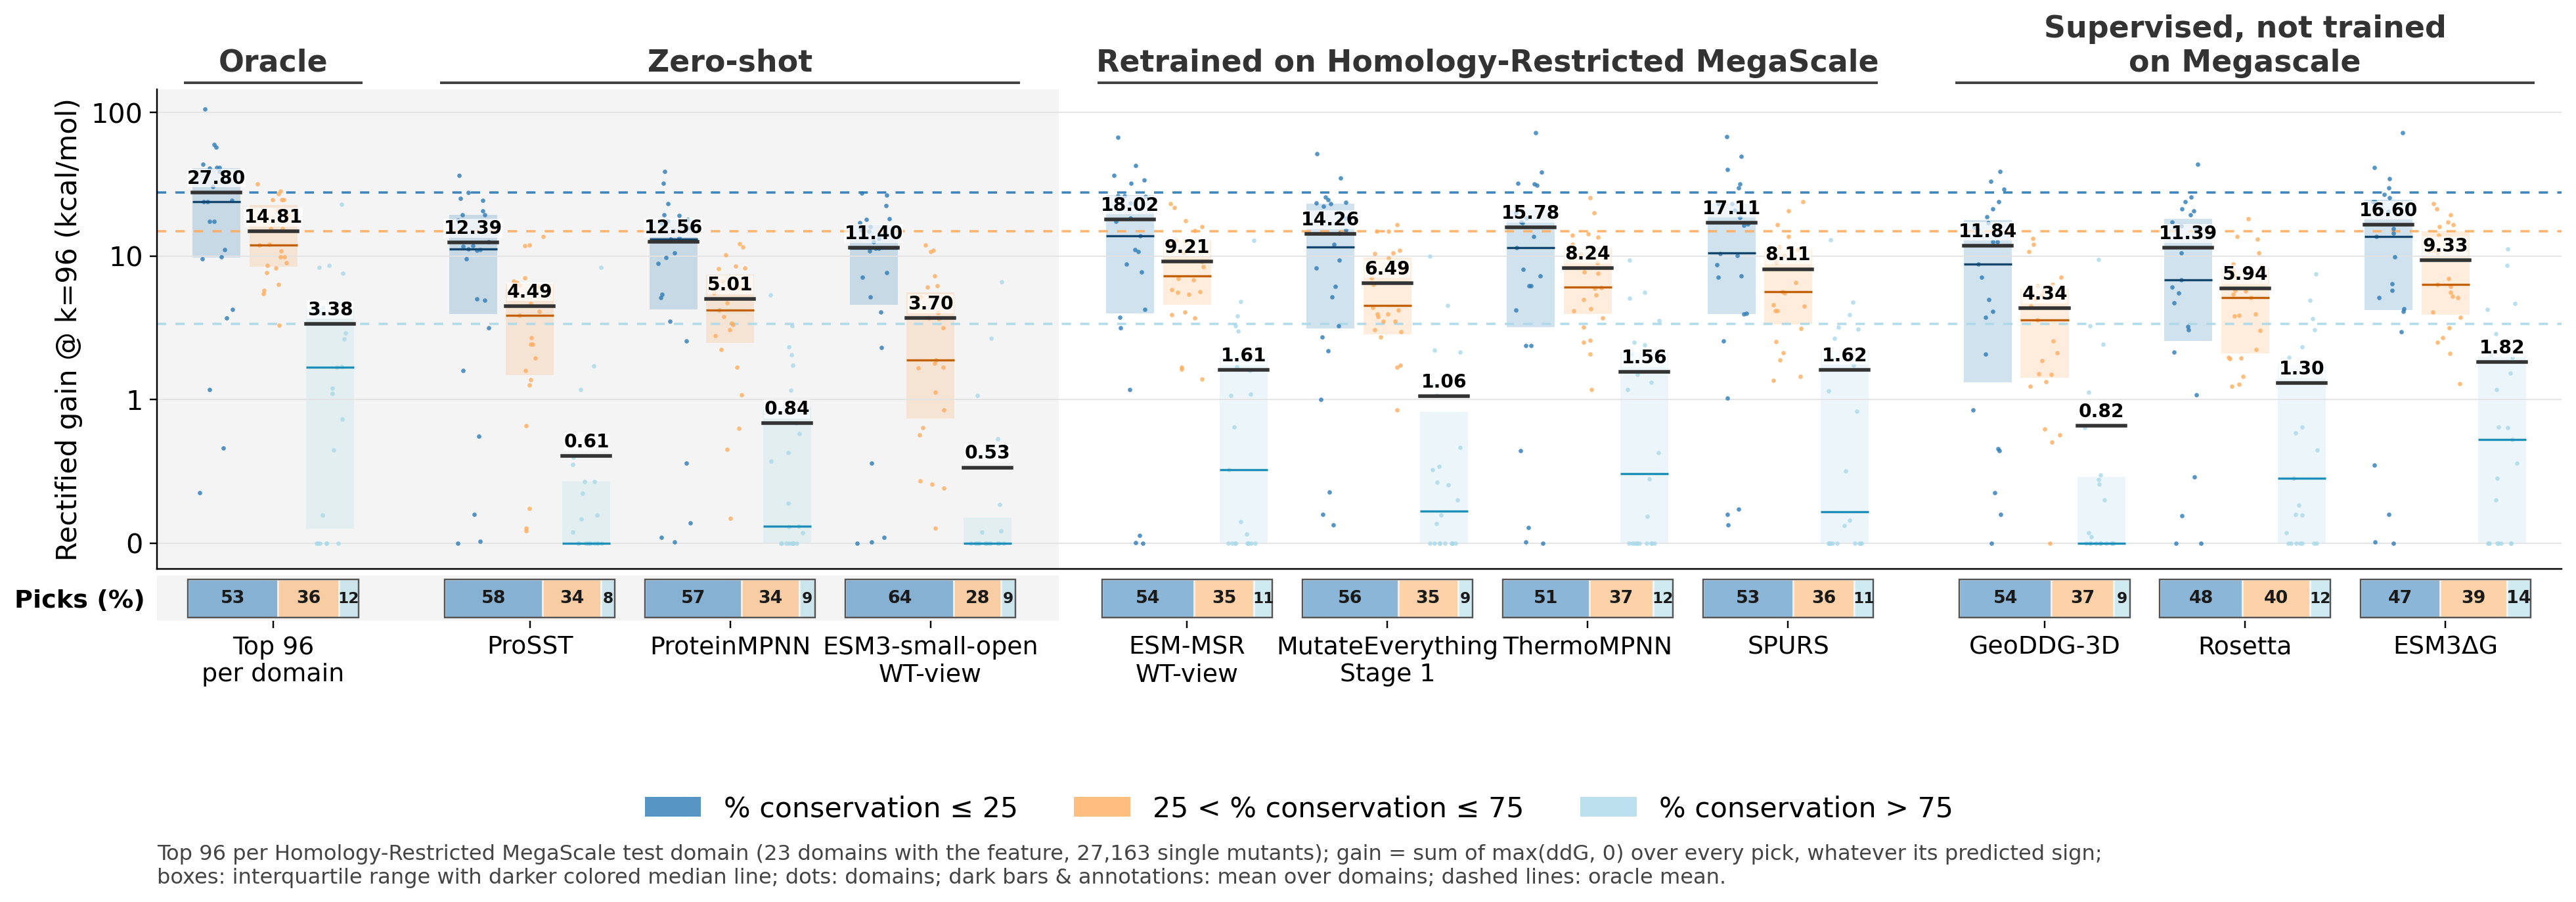 Oracle
Zero-shot
Retrained on Homology-Restricted MegaScale
Supervised, not trained
on Megascale
Rectified gain @ k=96 (kcal/mol)
100
10
1
0
27.80
14.81
3.38
12.39
4.49
0.61
12.56
5.01
0.84
11.40
3.70
0.53
18.02
9.21
1.61
14.26
6.49
1.06
15.78
8.24
1.56
17.11
8.11
1.62
11.84
4.34
0.82
11.39
5.94
1.30
16.60
9.33
1.82
Picks (%)
53 36 12
58 34 8
57 34 9
64 28 9
54 35 11
56 35 9
51 37 12
53 36 11
54 37 9
48 40 12
47 39 14
Top 96
per domain
ProSST
ProteinMPNN
ESM3-small-open
WT-view
ESM-MSR
WT-view
MutateEverything
Stage 1
ThermoMPNN
SPURS
GeoDDG-3D
Rosetta
ESM3ΔG
% conservation ≤ 25
25 < % conservation ≤ 75
% conservation > 75
Top 96 per Homology-Restricted MegaScale test domain (23 domains with the feature, 27,163 single mutants); gain = sum of max(ddG, 0) over every pick, whatever its predicted sign;
boxes: interquartile range with darker colored median line; dots: domains; dark bars & annotations: mean over domains; dashed lines: oracle mean.